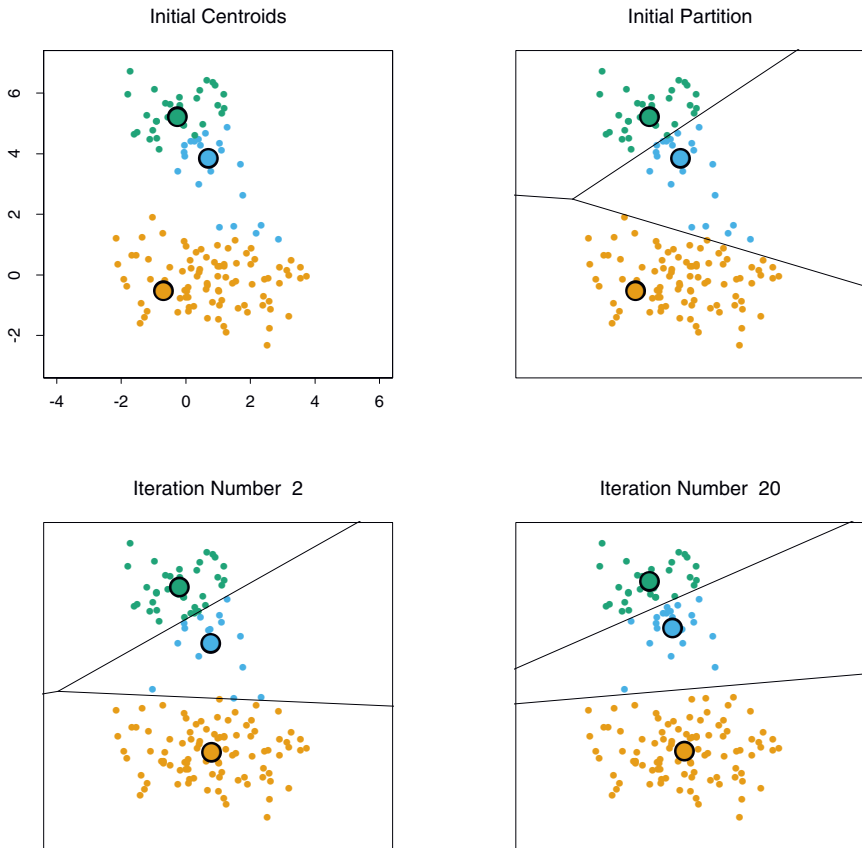 Initial Centroids
Initial Partition
6
4
2
0
-2
-4 -2 0 2 4 6
Iteration Number 2
Iteration Number 20